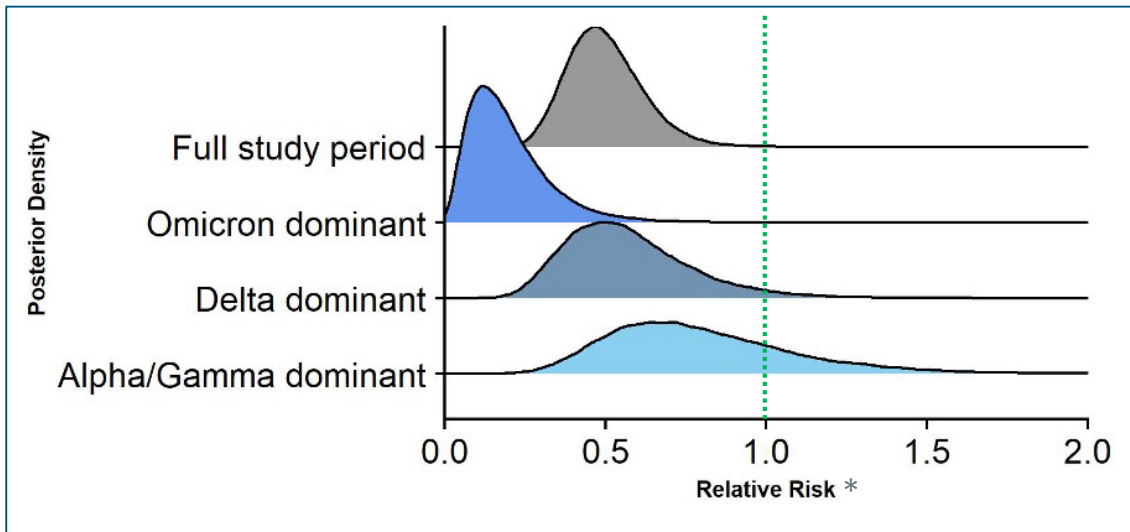 Posterior Density
Full study period
Omicron dominant
Delta dominant
Alpha/Gamma dominant
0.0 0.5 1.0 1.5 2.0
Relative Risk *